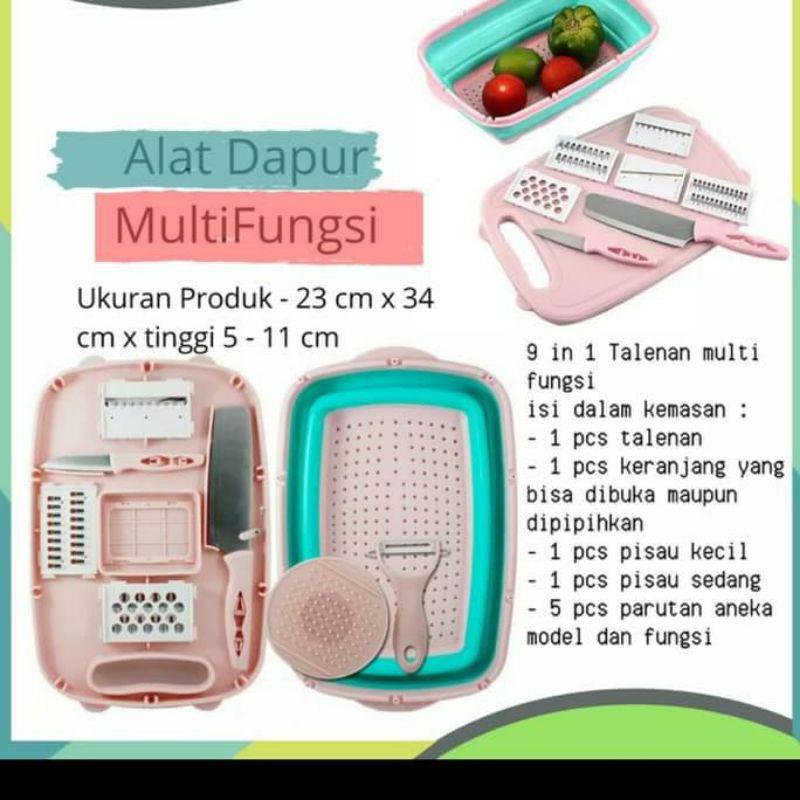 Alat Dapur
MultiFungsi
Ukuran Produk - 23 cm x 34
cm x tinggi 5 - 11 cm
9 in 1 Talenan multi
fungsi
isi dalam kemasan :
- 1 pcs talenan
- 1 pcs keranjang yang
bisa dibuka maupun
dipipihkan
- 1 pcs pisau kecil
- 1 pcs pisau sedang
- 5 pcs parutan aneka
model dan fungsi